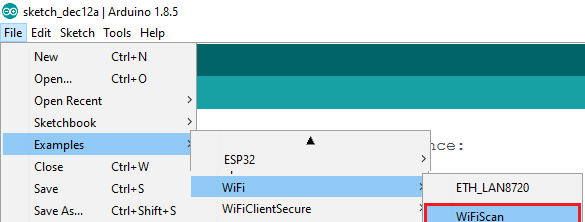 sketch_dec12a | Arduino 1.8.5
File Edit Sketch Tools Help
New Ctrl+N
Open... Ctrl+O
Open Recent
Sketchbook
Examples
Close Ctrl+W
Save Ctrl+S
Save As... Ctrl+Shift+S
ESP32
WiFi
WiFiClientSecure
nce:
ETH_LAN8720
WiFiScan